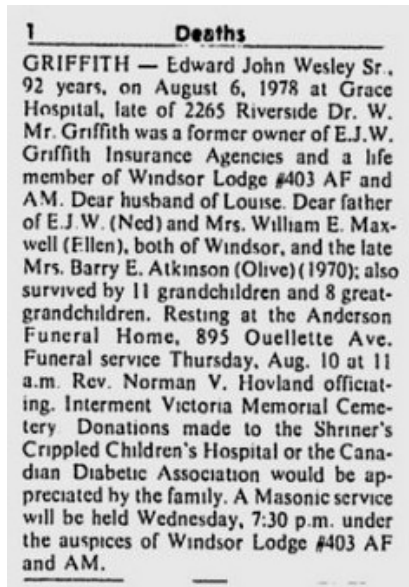 1 Deaths
GRIFFITH — Edward John Wesley Sr.,
92 years, on August 6, 1978 at Grace
Hospital, late of 2265 Riverside Dr. W.
Mr. Griffith was a former owner of E.J.W.
Griffith Insurance Agencies and a life
member of Windsor Lodge #403 AF and
AM. Dear husband of Louise. Dear father
of E.J.W. (Ned) and Mrs. William E. Max-
well (Ellen), both of Windsor, and the late
Mrs. Barry E. Atkinson (Olive) (1970); also
survived by 11 grandchildren and 8 great-
grandchildren. Resting at the Anderson
Funeral Home, 895 Ouellette Ave.
Funeral service Thursday, Aug. 10 at 11
a.m. Rev. Norman V. Hovland officiat-
ing. Interment Victoria Memorial Ceme-
tery. Donations made to the Shriner's
Crippled Children's Hospital or the Cana-
dian Diabetic Association would be ap-
preciated by the family. A Masonic service
will be held Wednesday, 7:30 p.m. under
the auspices of Windsor Lodge #403 AF
and AM.